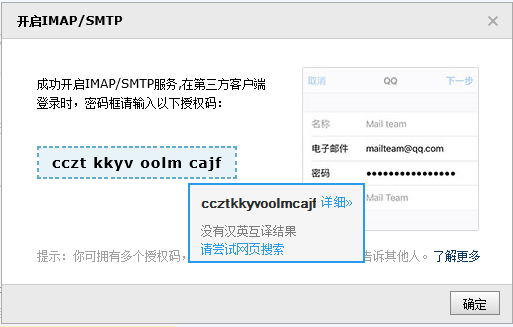 开启IMAP/SMTP
成功开启IMAP/SMTP服务,在第三方客户端
登录时，密码框请输入以下授权码：
cczt kkyv oolm cajf
取消 QQ 下一步
名称 Mail team
电子邮件 mailteam@qq.com
密码 ●●●●●●●●●●●●●●●
Mail Team
ccztkkyvoolmcajf 详细»
没有汉英互译结果
请尝试网页搜索
提示：你可拥有多个授权码， 告诉其他人。了解更多
确定